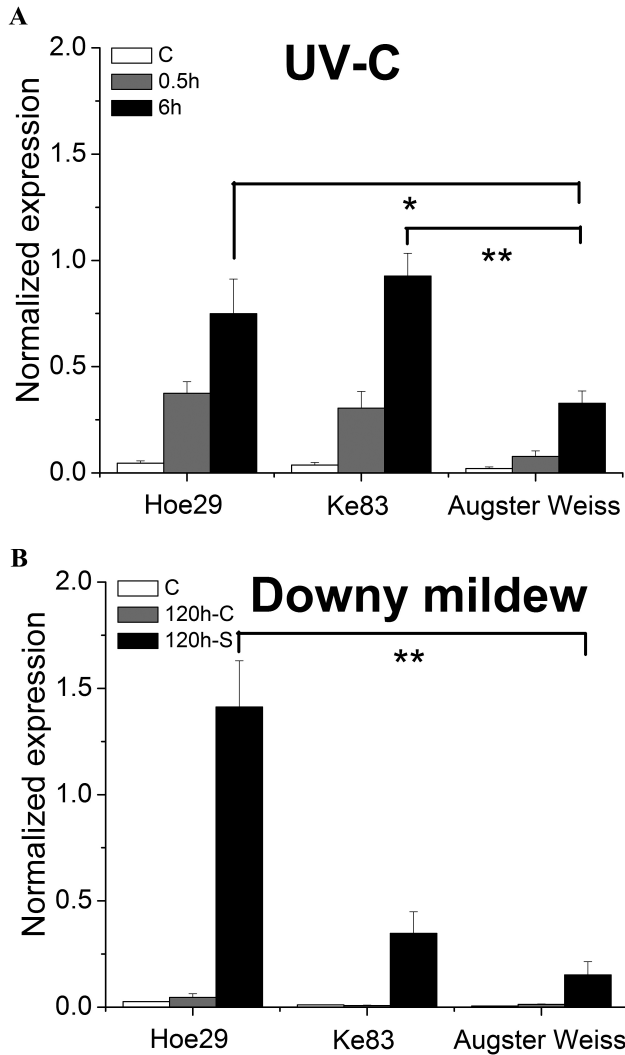 A
UV-C
C
0.5h
6h
2.0
1.5
1.0
0.5
0.0
Normalized expression
*
**
Hoe29
Ke83
Augster Weiss
B
Downy mildew
C
120h-C
120h-S
2.0
1.5
1.0
0.5
0.0
Normalized expression
**
Hoe29
Ke83
Augster Weiss